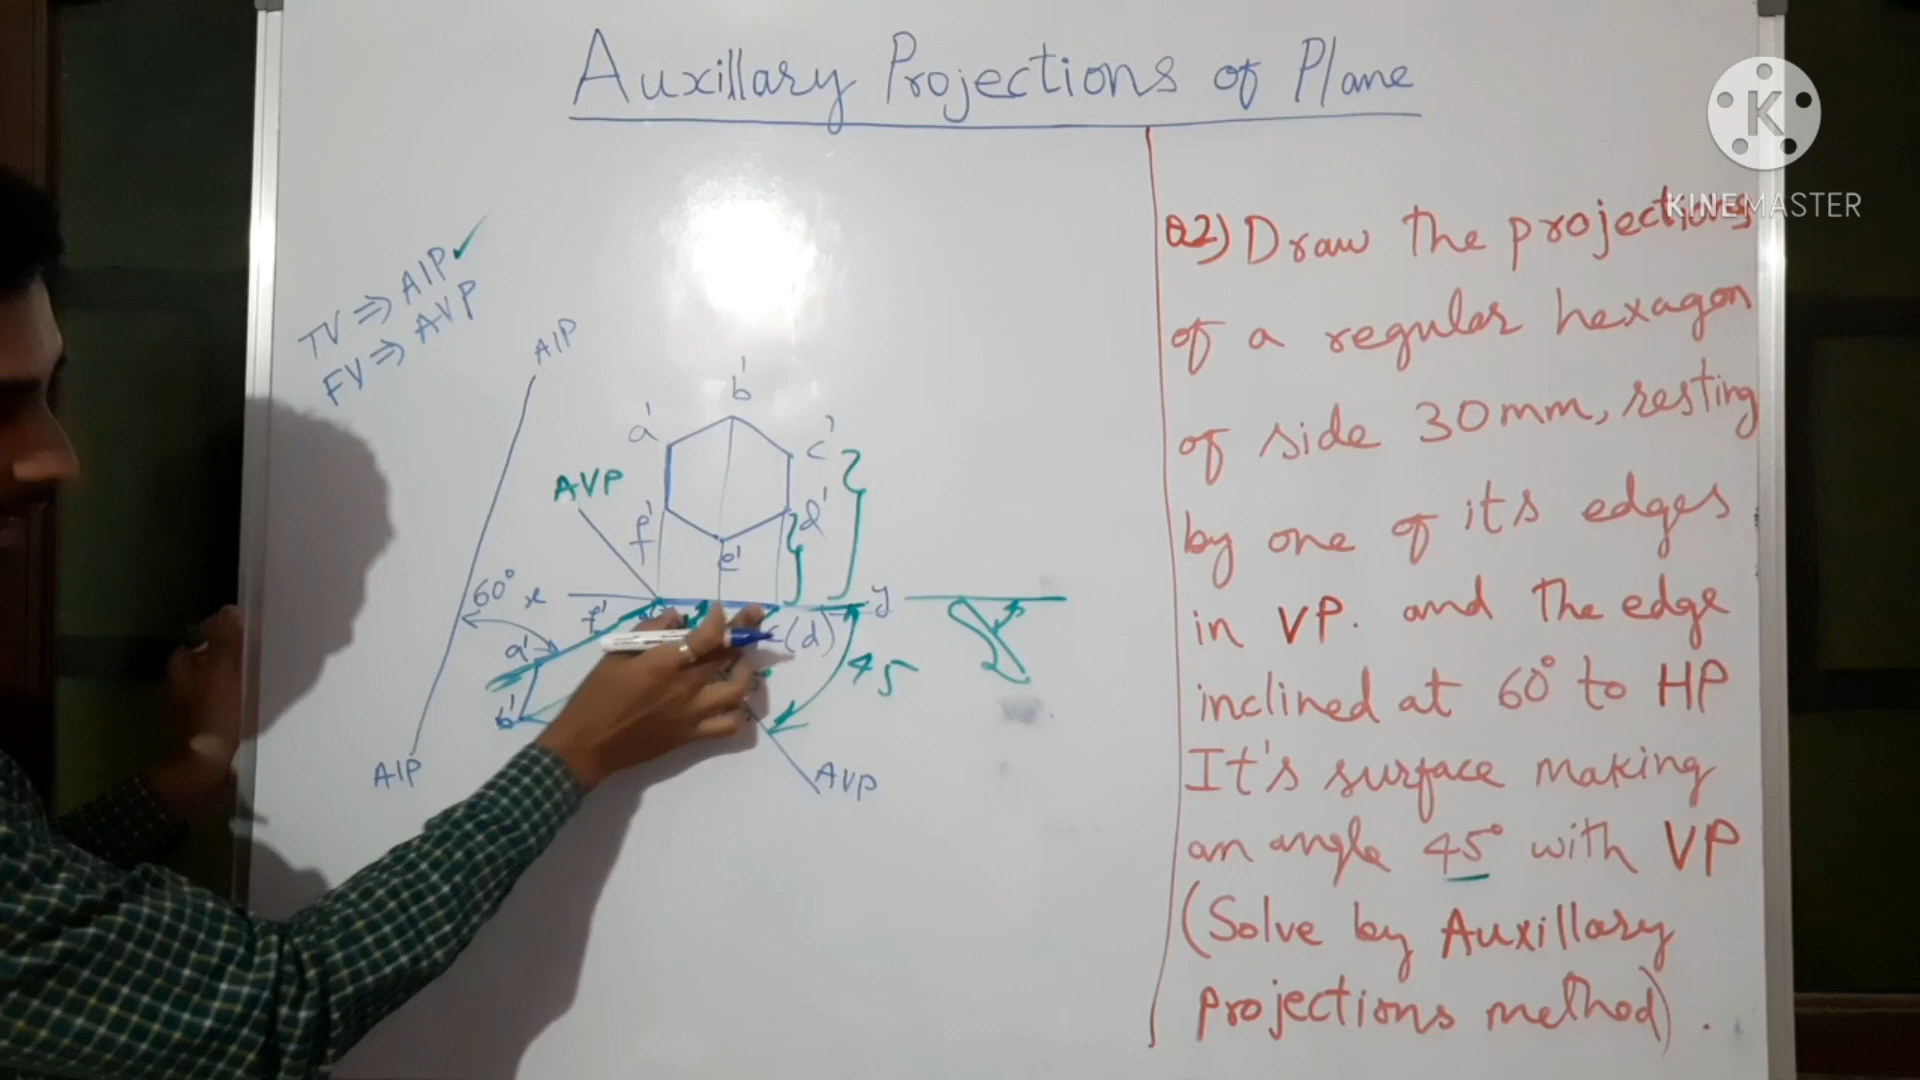 Auxillary Projections of Plane
K
KINEMASTER
TV ⇒ AIP ✓
FV ⇒ AVP
AIP
b'
a'
c'
AVP
f'
d'
e'
60°
x
y
f'
a'
c(d)
45
b'
AIP
AVP
Q2) Draw the projections
of a regular hexagon
of side 30mm, resting
by one of it's edges
in VP. and The edge
inclined at 60° to HP
It's surface making
an angle 45° with VP
(Solve by Auxillary
Projections method).